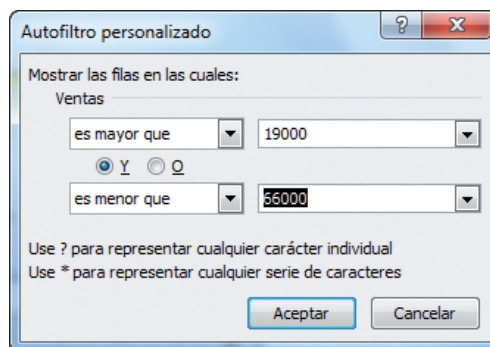 Autofiltro personalizado
Mostrar las filas en las cuales:
Ventas
es mayor que 19000
Y O
es menor que 66000
Use ? para representar cualquier carácter individual
Use * para representar cualquier serie de caracteres
Aceptar Cancelar